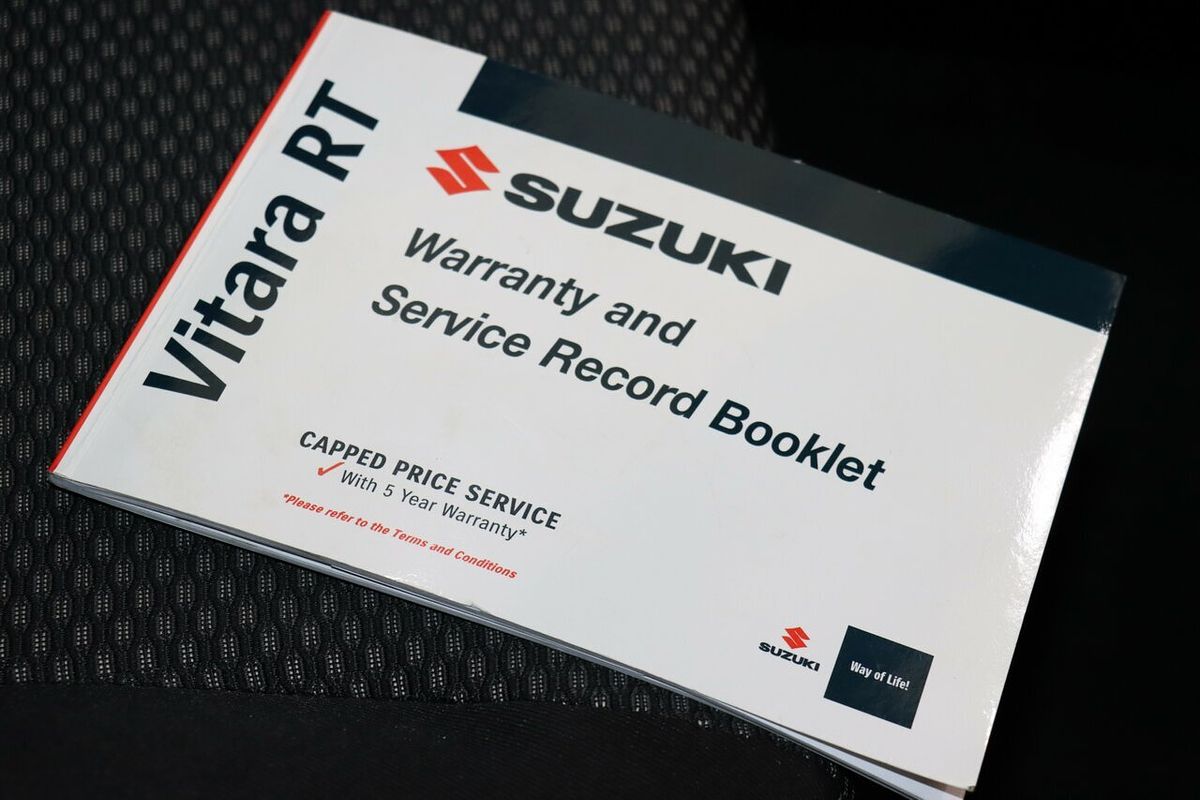 Vitara RT
SUZUKI
Warranty and
Service Record Booklet
CAPPED PRICE SERVICE
✓ With 5 Year Warranty*
*Please refer to the Terms and Conditions
SUZUKI
Way of Life!